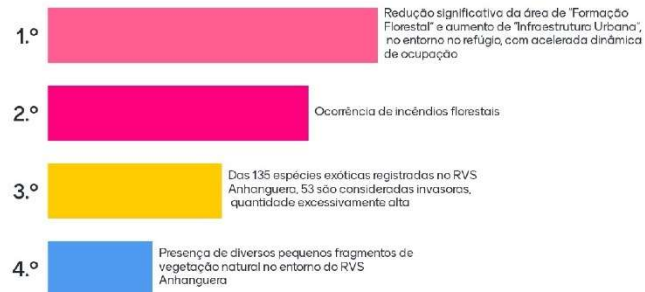 1.º
Redução significativa da área de "Formação
Florestal" e aumento de "Infraestrutura Urbana",
no entorno no refúgio, com acelerada dinâmica
de ocupação
2.º
Ocorrência de incêndios florestais
3.º
Das 135 espécies exóticas registradas no RVS
Anhanguera, 53 são consideradas invasoras,
quantidade excessivamente alta
4.º
Presença de diversos pequenos fragmentos de
vegetação natural no entorno do RVS
Anhanguera